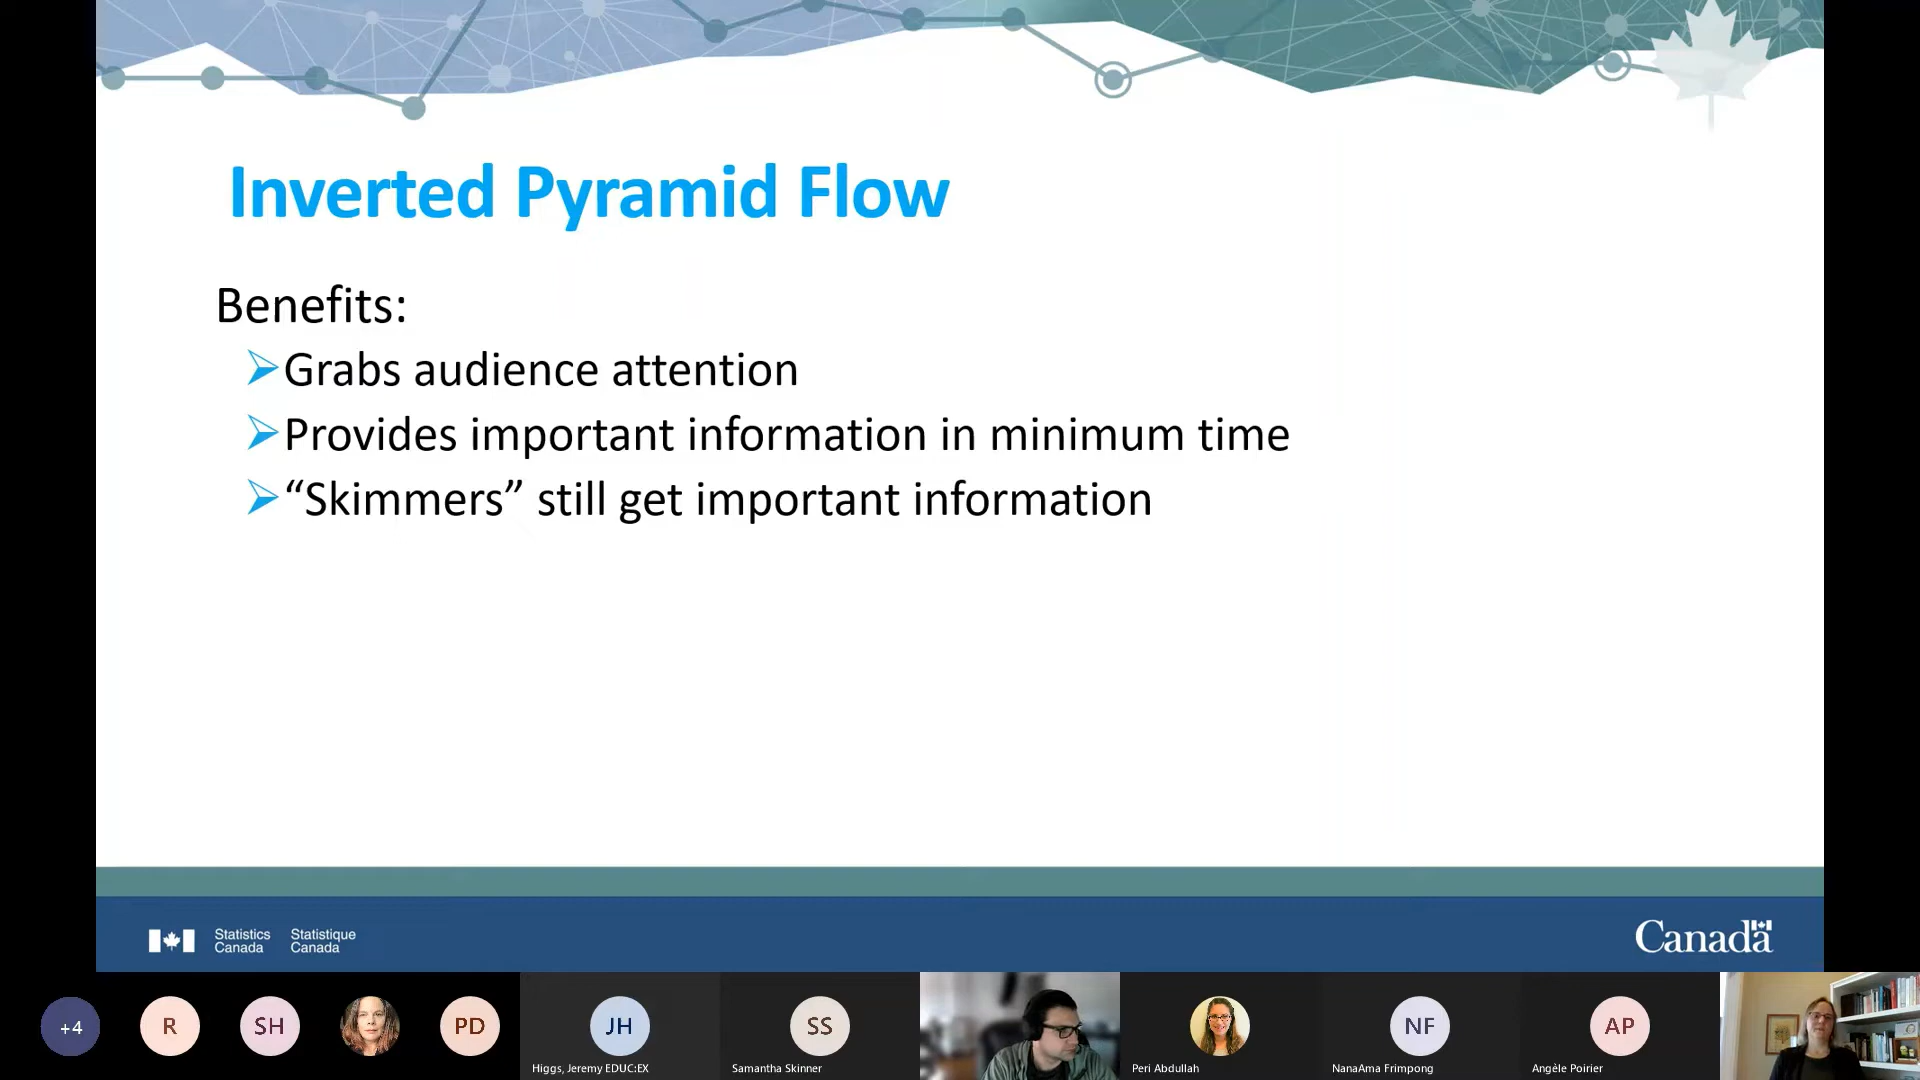 Inverted Pyramid Flow
Benefits:
Grabs audience attention
Provides important information in minimum time
“Skimmers” still get important information
Statistics Statistique
Canada Canada
Canada
+4
R
SH
PD
JH
SS
NF
AP
Higgs, Jeremy EDUC:EX
Samantha Skinner
Peri Abdullah
NanaAma Frimpong
Angèle Poirier